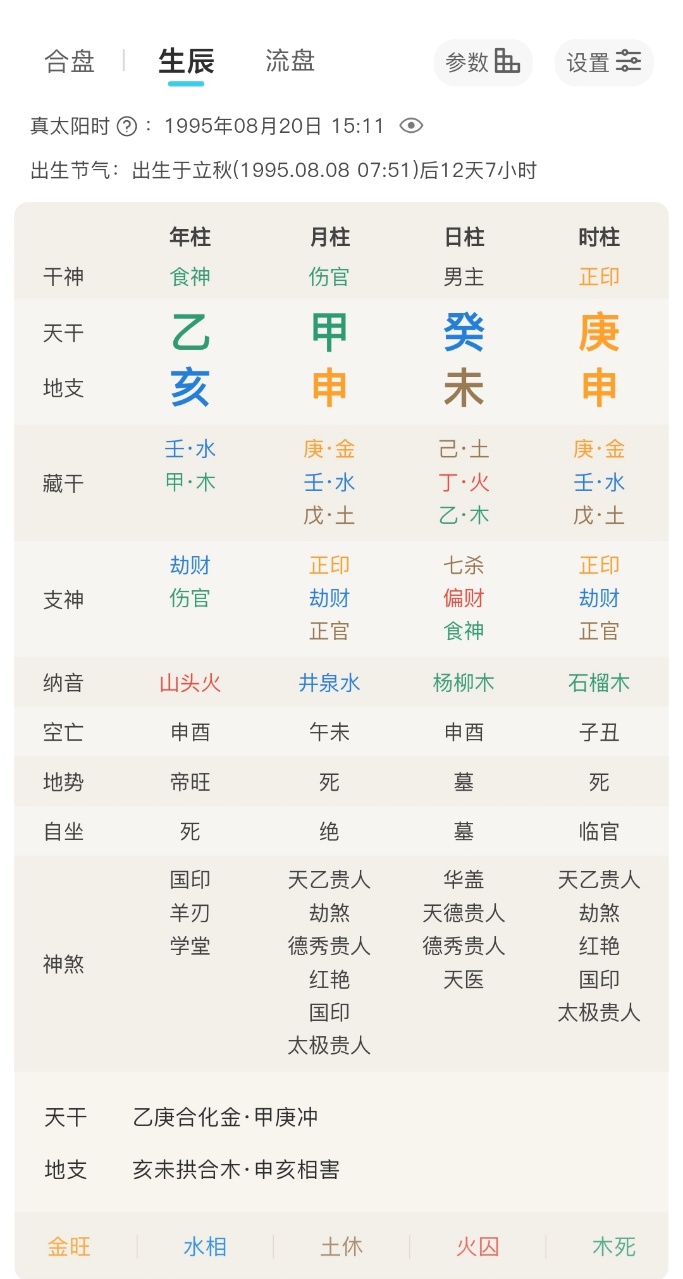 合盘 生辰 流盘 参数 设置
真太阳时?：1995年08月20日 15:11
出生节气：出生于立秋(1995.08.08 07:51)后12天7小时
年柱 月柱 日柱 时柱
干神 食神 伤官 男主 正印
天干 乙 甲 癸 庚
地支 亥 申 未 申
藏干 壬·水 庚·金 己·土 庚·金
甲·木 壬·水 丁·火 壬·水
戊·土 乙·木 戊·土
支神 劫财 正印 七杀 正印
伤官 劫财 偏财 劫财
正官 食神 正官
纳音 山头火 井泉水 杨柳木 石榴木
空亡 申酉 午未 申酉 子丑
地势 帝旺 死 墓 死
自坐 死 绝 墓 临官
神煞 国印 天乙贵人 华盖 天乙贵人
羊刃 劫煞 天德贵人 劫煞
学堂 德秀贵人 德秀贵人 红艳
红艳 天医 国印
国印 太极贵人
太极贵人
天干 乙庚合化金·甲庚冲
地支 亥未拱合木·申亥相害
金旺 水相 土休 火囚 木死